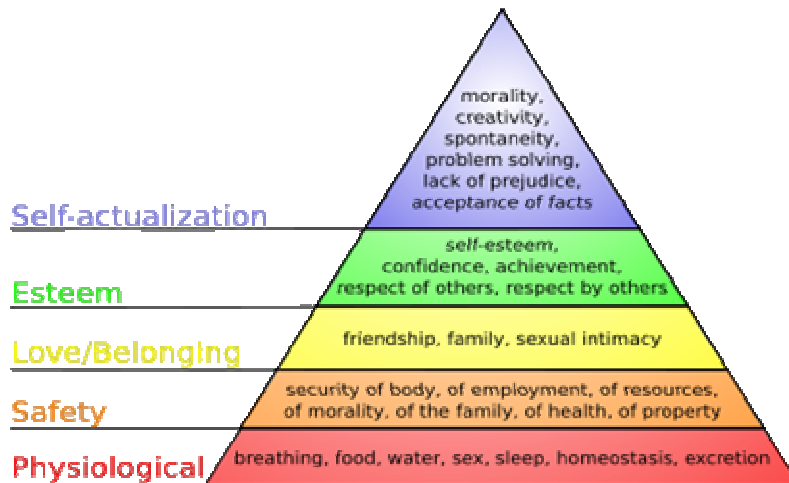 morality,
creativity,
spontaneity,
problem solving,
lack of prejudice,
acceptance of facts
Self-actualization
self-esteem,
confidence, achievement,
respect of others, respect by others
Esteem
friendship, family, sexual intimacy
Love/Belonging
security of body, of employment, of resources,
of morality, of the family, of health, of property
Safety
breathing, food, water, sex, sleep, homeostasis, excretion
Physiological